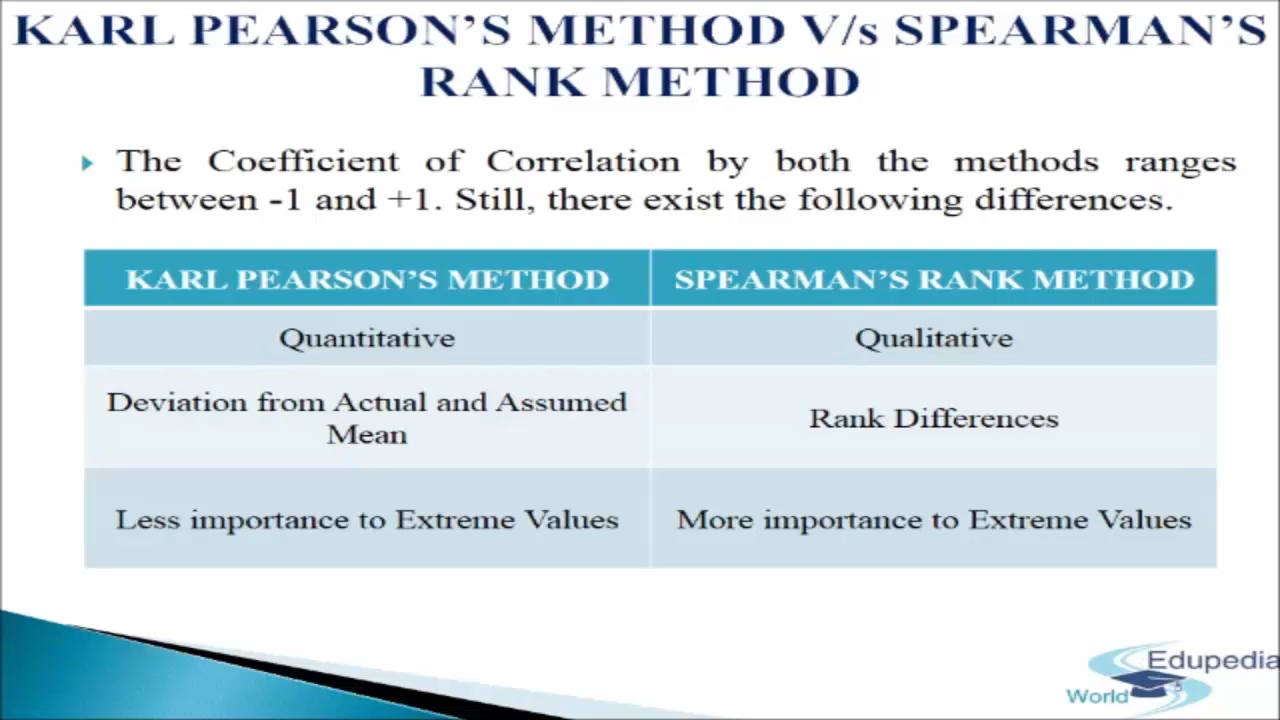 KARL PEARSON’S METHOD V/s SPEARMAN’S
RANK METHOD
The Coefficient of Correlation by both the methods ranges
between -1 and +1. Still, there exist the following differences.
KARL PEARSON’S METHOD
SPEARMAN’S RANK METHOD
Quantitative
Qualitative
Deviation from Actual and Assumed
Mean
Rank Differences
Less importance to Extreme Values
More importance to Extreme Values
Edupedia
World